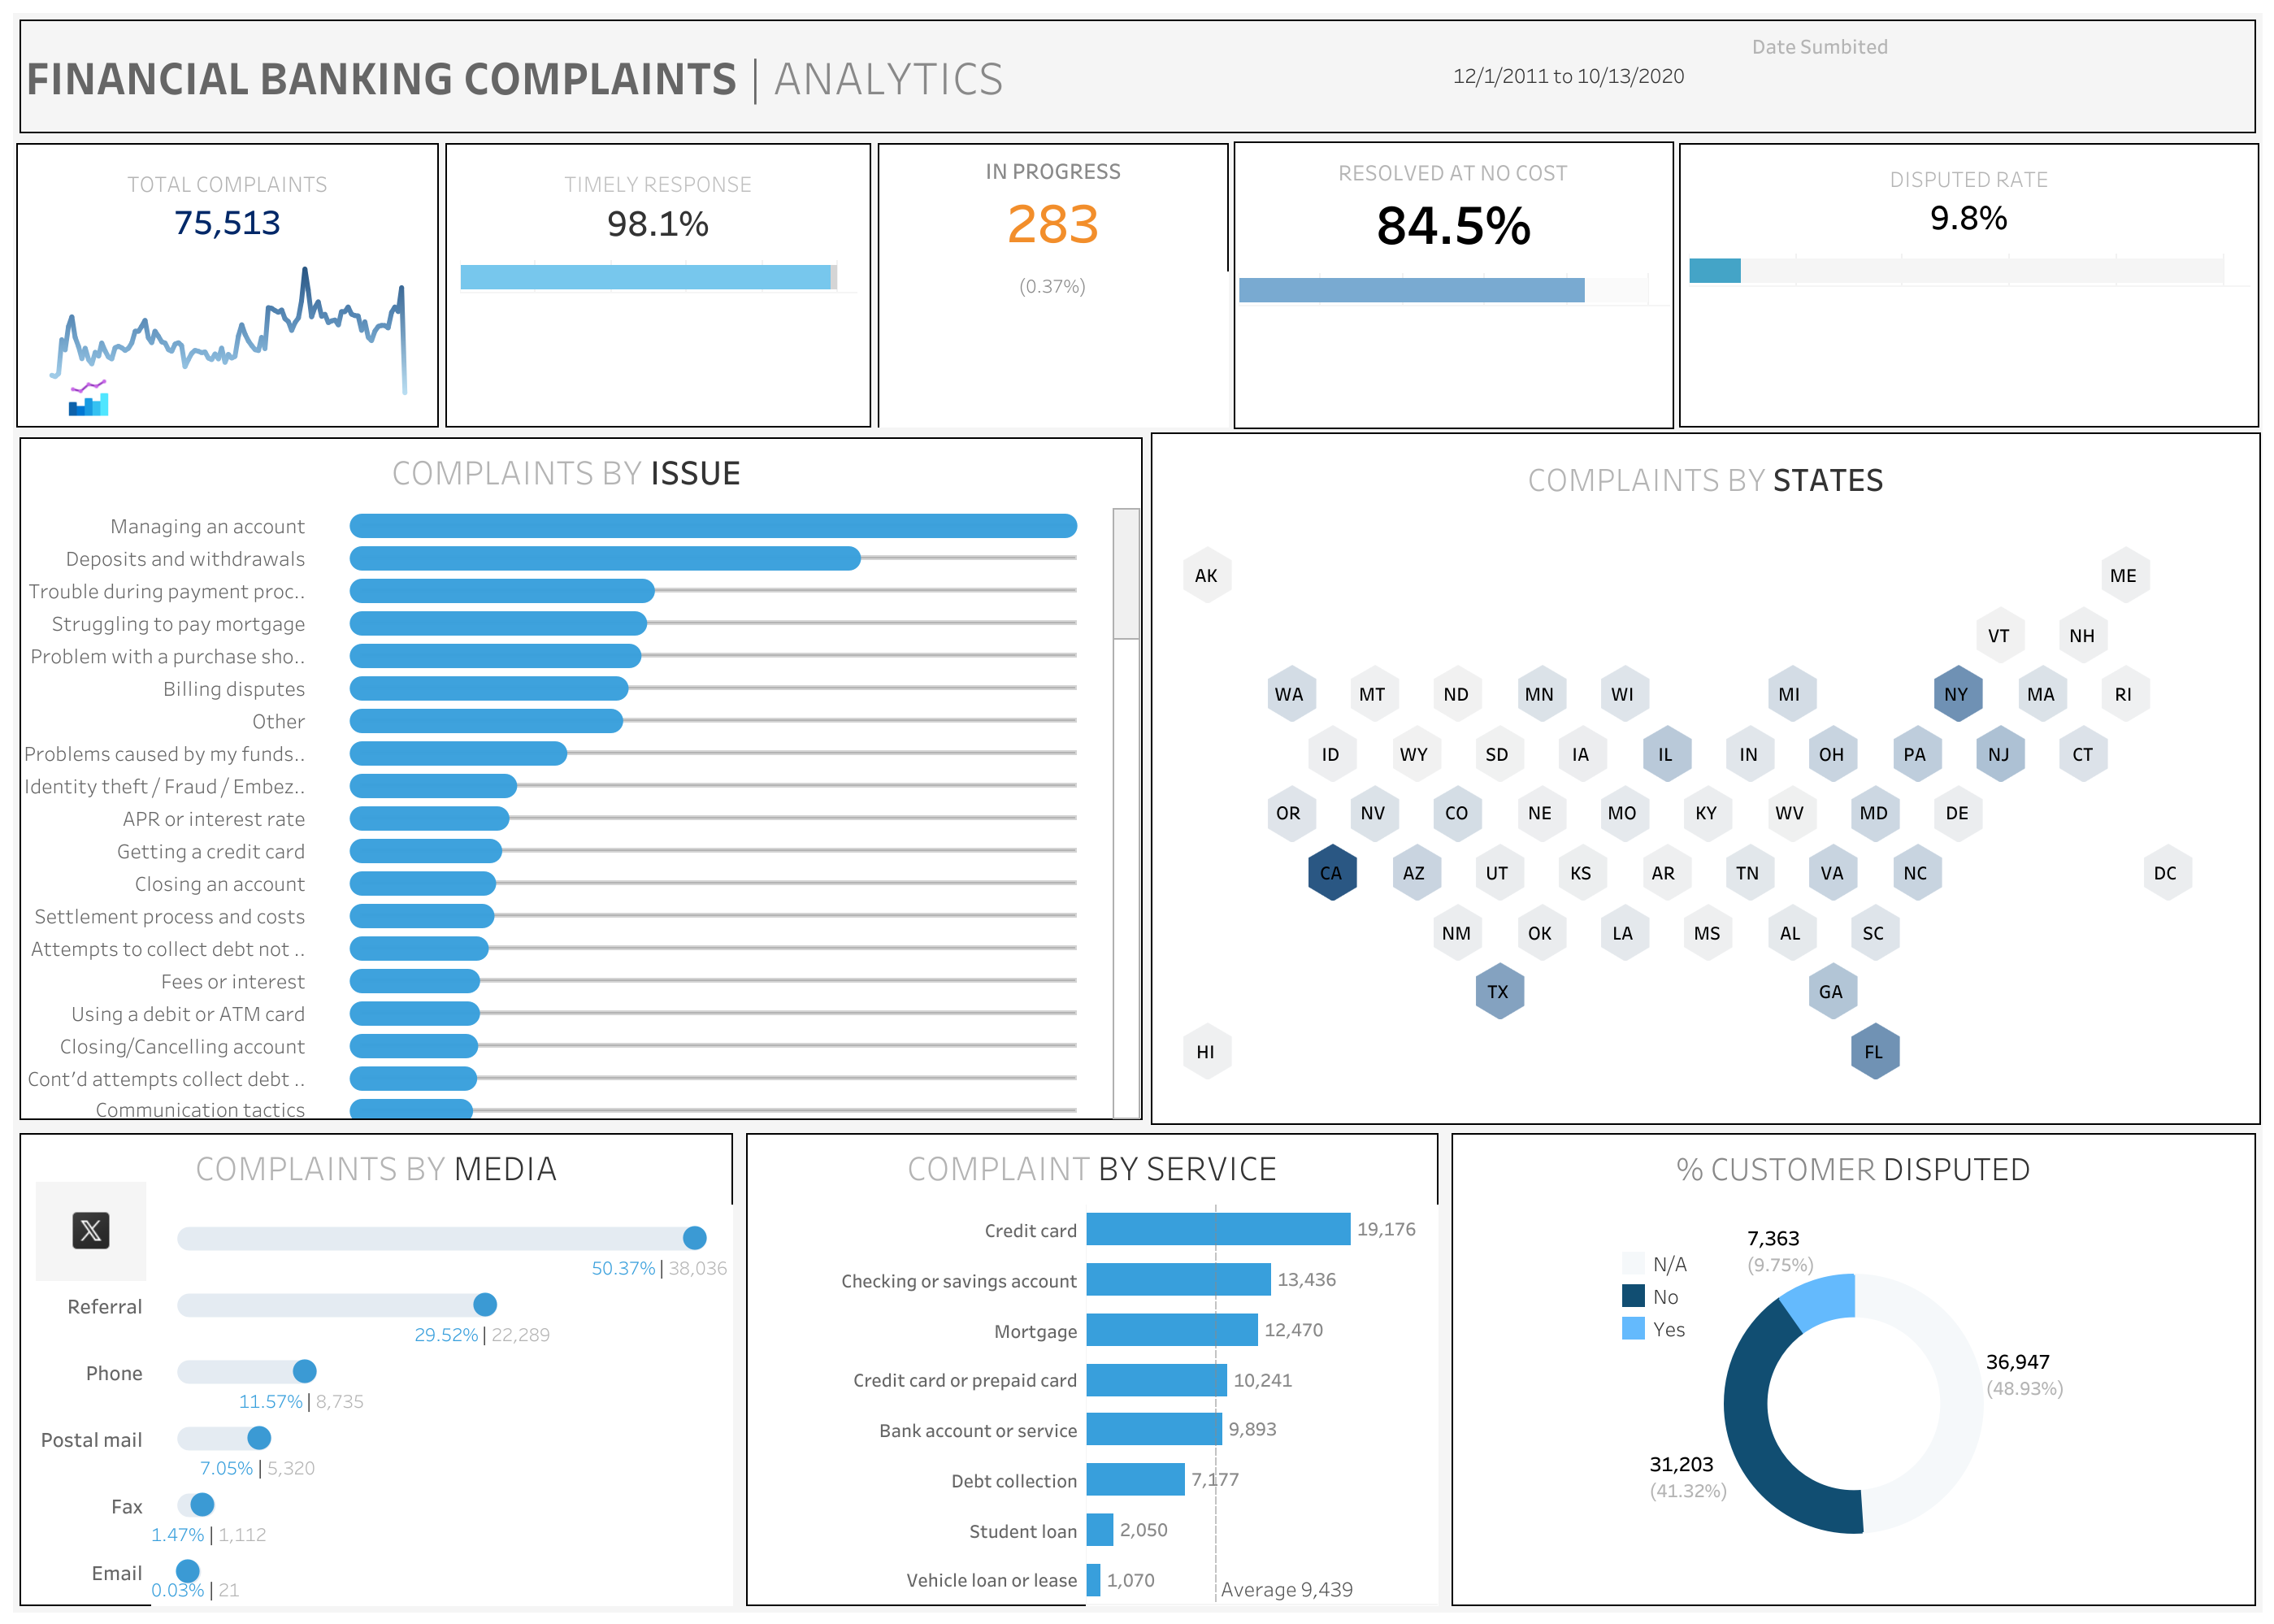 Date Sumbited
FINANCIAL BANKING COMPLAINTS | ANALYTICS
12/1/2011 to 10/13/2020
TOTAL COMPLAINTS
75,513
TIMELY RESPONSE
98.1%
IN PROGRESS
283
(0.37%)
RESOLVED AT NO COST
84.5%
DISPUTED RATE
9.8%
COMPLAINTS BY ISSUE
Managing an account
Deposits and withdrawals
Trouble during payment proc..
Struggling to pay mortgage
Problem with a purchase sho..
Billing disputes
Other
Problems caused by my funds..
Identity theft / Fraud / Embez..
APR or interest rate
Getting a credit card
Closing an account
Settlement process and costs
Attempts to collect debt not ..
Fees or interest
Using a debit or ATM card
Closing/Cancelling account
Cont'd attempts collect debt ..
Communication tactics
COMPLAINTS BY STATES
AK ME
VT NH
WA MT ND MN WI MI NY MA RI
ID WY SD IA IL IN OH PA NJ CT
OR NV CO NE MO KY WV MD DE
CA AZ UT KS AR TN VA NC DC
NM OK LA MS AL SC
TX GA
HI FL
COMPLAINTS BY MEDIA
X
50.37% | 38,036
Referral
29.52% | 22,289
Phone
11.57% | 8,735
Postal mail
7.05% | 5,320
Fax
1.47% | 1,112
Email
0.03% | 21
COMPLAINT BY SERVICE
Credit card 19,176
Checking or savings account 13,436
Mortgage 12,470
Credit card or prepaid card 10,241
Bank account or service 9,893
Debt collection 7,177
Student loan 2,050
Vehicle loan or lease 1,070
Average 9,439
% CUSTOMER DISPUTED
N/A
No
Yes
7,363
(9.75%)
36,947
(48.93%)
31,203
(41.32%)